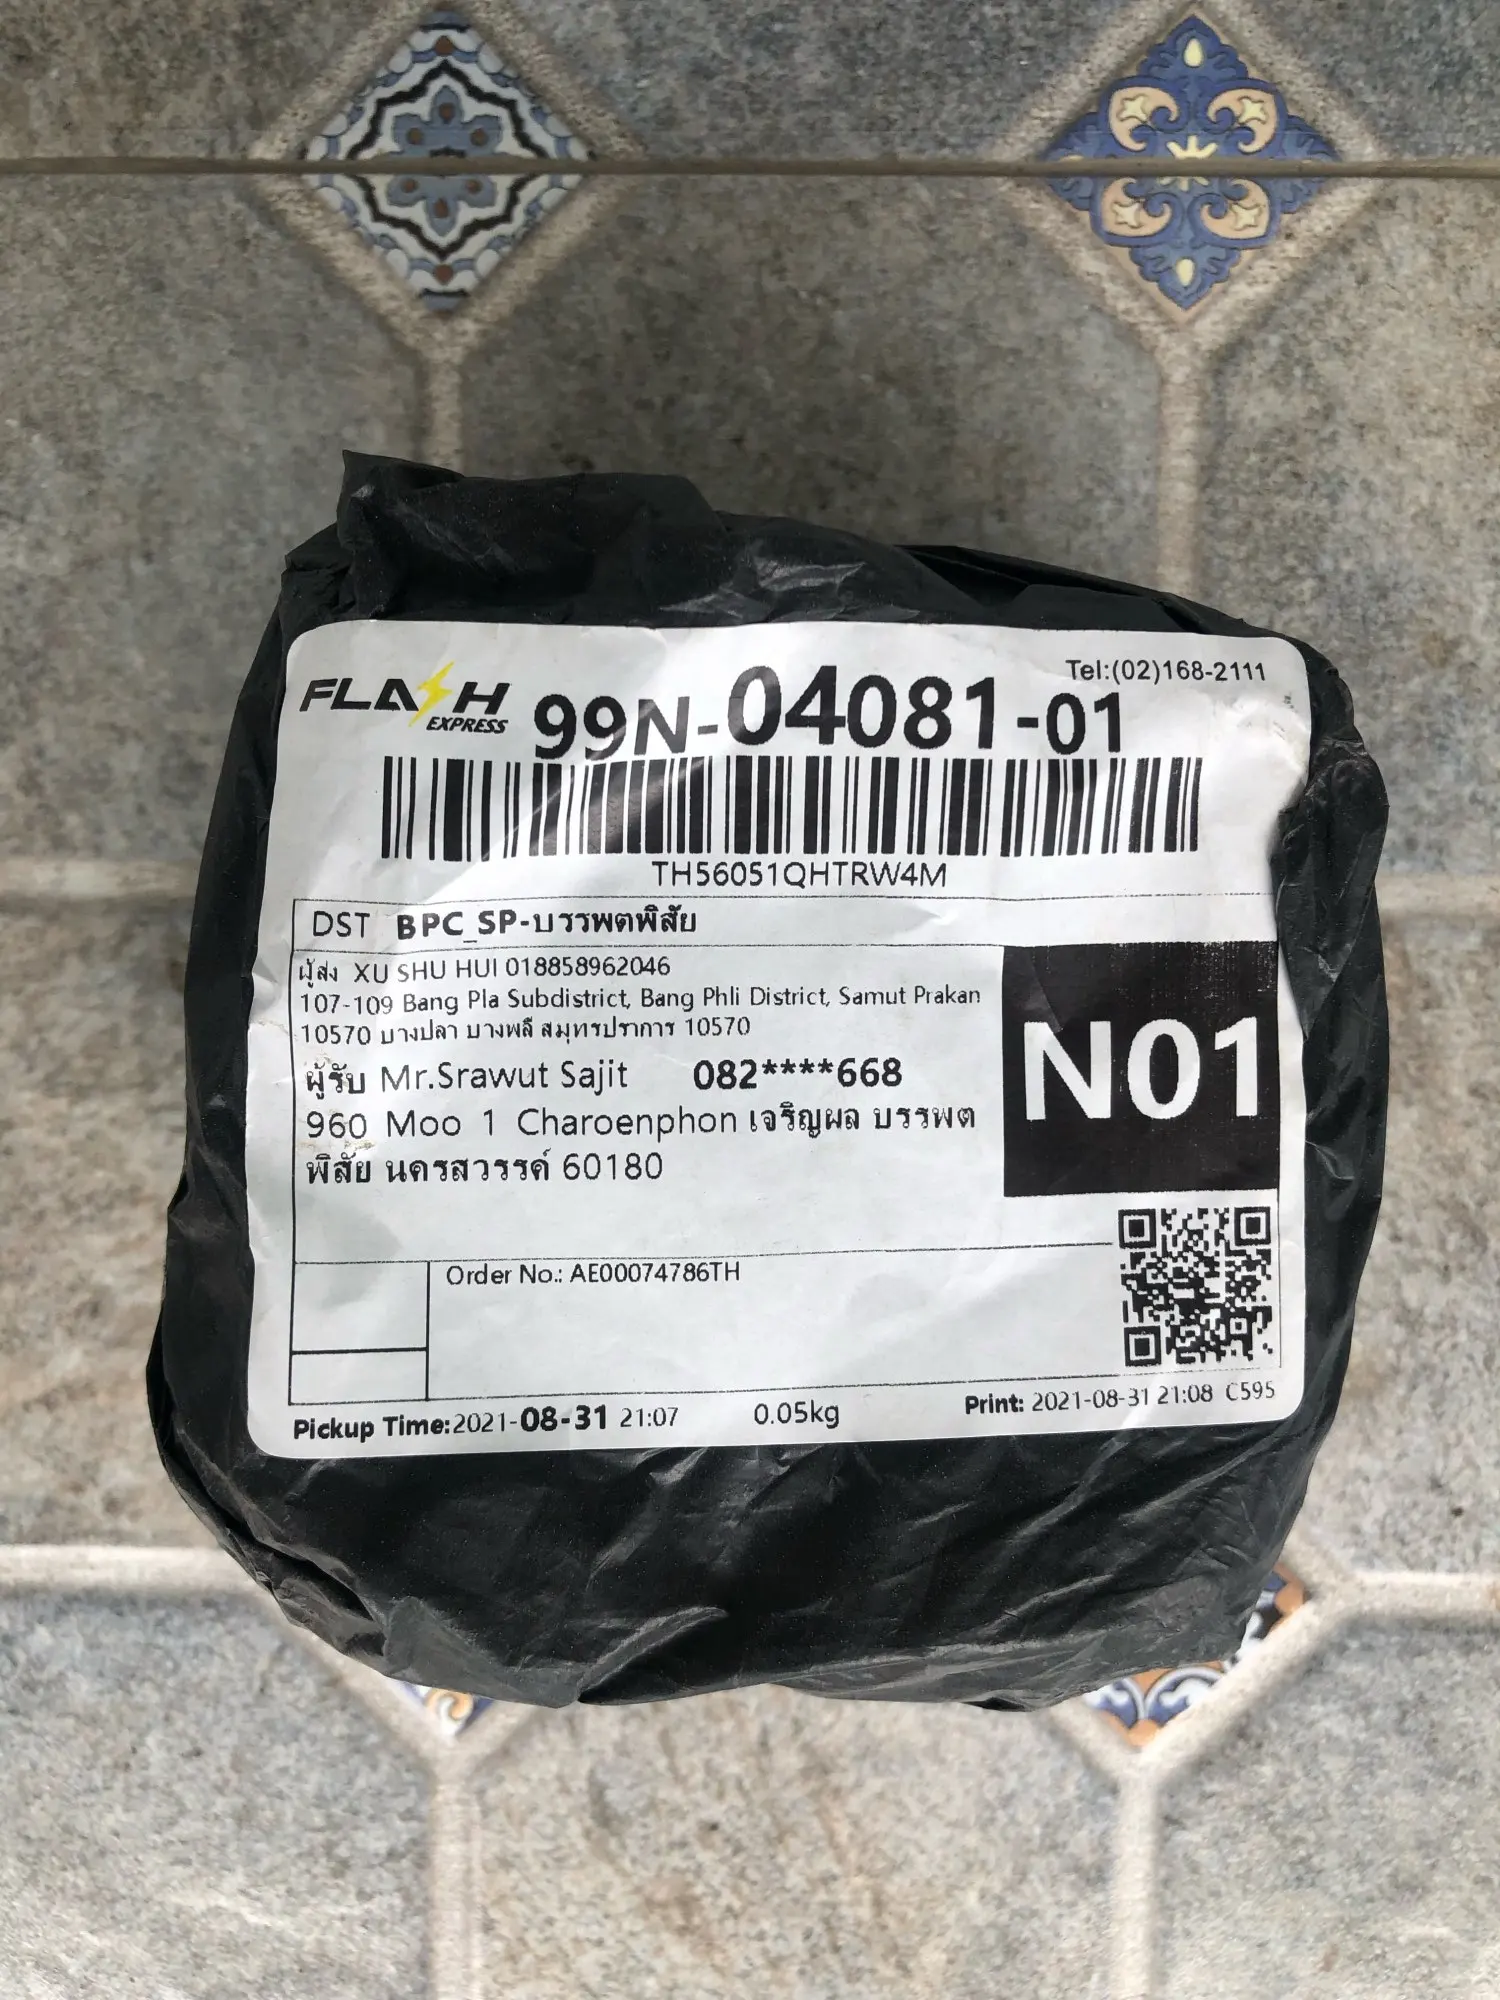 FLASH EXPRESS
99N-04081-01
Tel:(02)168-2111
TH56051QHTRW4M
DST BPC_SP-บรรพตพิสัย
ผู้ส่ง XU SHU HUI 018858962046
107-109 Bang Pla Subdistrict, Bang Phli District, Samut Prakan
10570 บางปลา บางพลี สมุทรปราการ 10570
ผู้รับ Mr.Srawut Sajit 082****668
960 Moo 1 Charoenphon เจริญผล บรรพต
พิสัย นครสวรรค์ 60180
N01
Order No.: AE00074786TH
Pickup Time:2021-08-31 21:07 0.05kg Print: 2021-08-31 21:08 C595